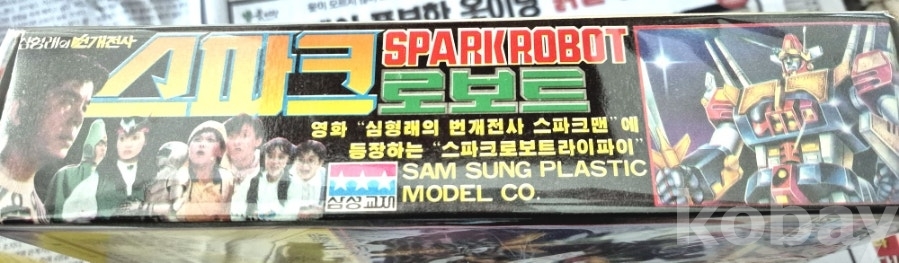 심형래의 번개전사
스파크
SPARK ROBOT
로보트
영화 "심형래의 번개전사 스파크맨"에
등장하는 "스파크로보트라이파이"
SAM SUNG PLASTIC
MODEL CO.
삼성교재
kobay